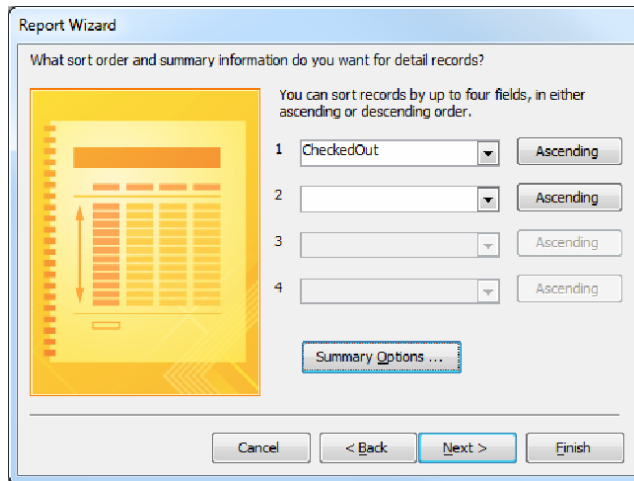 Report Wizard
What sort order and summary information do you want for detail records?
You can sort records by up to four fields, in either
ascending or descending order.
1 CheckedOut Ascending
2 Ascending
3 Ascending
4 Ascending
Summary Options ...
Cancel < Back Next > Finish